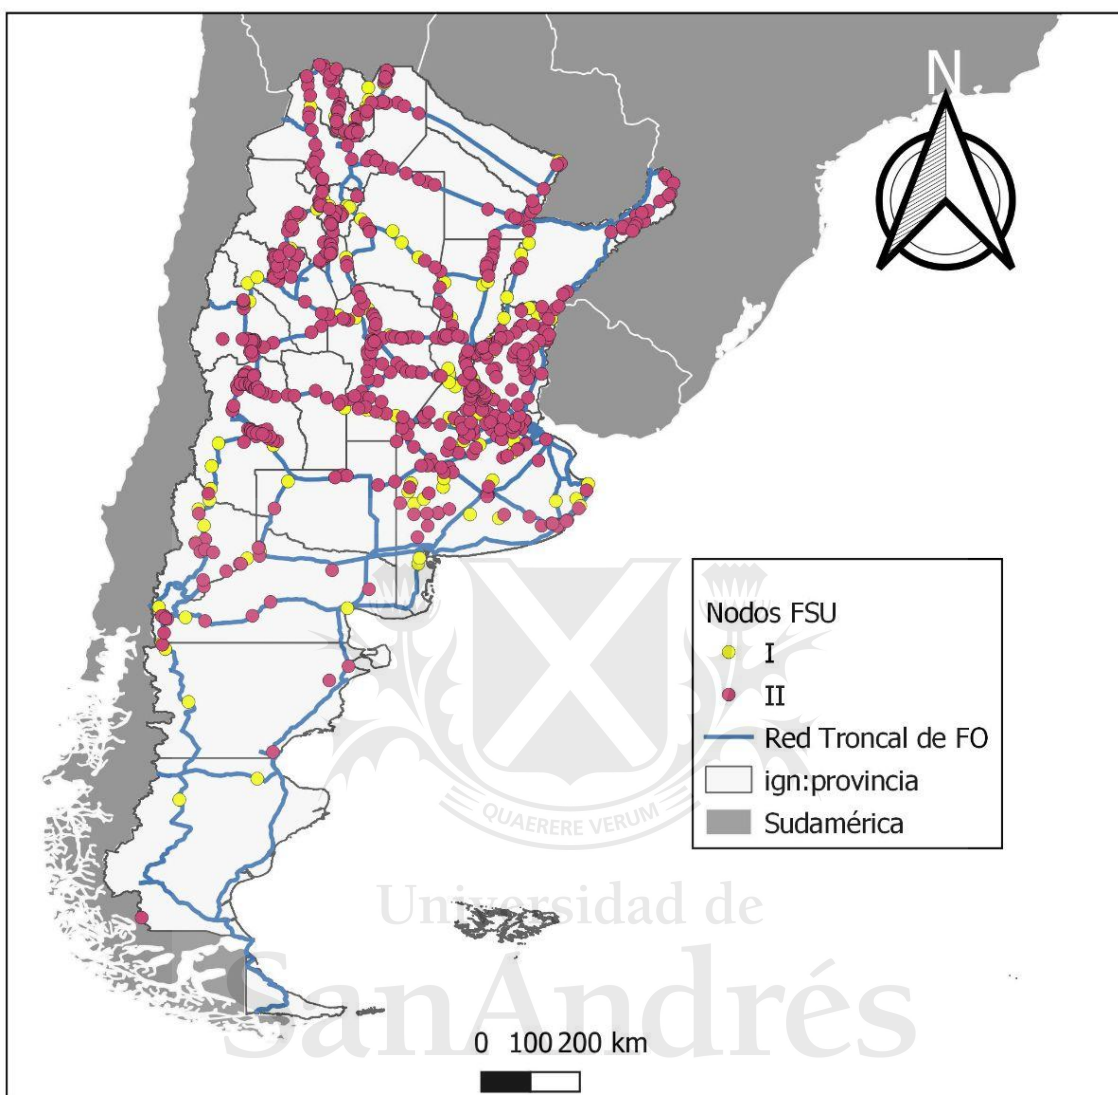 N
Nodos FSU
I
II
Red Troncal de FO
ign:provincia
Sudamérica
QUAERERE VERUM
Universidad de
SanAndrés
0 100 200 km